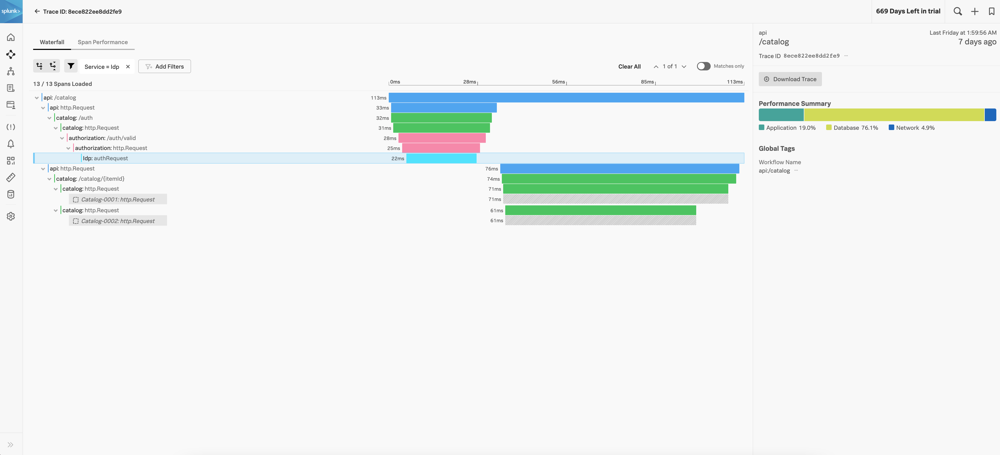 splunk>
Trace ID: 8ece822ee8dd2fe9
669 Days Left in trial
Waterfall
Span Performance
Service = Idp ×
Add Filters
Clear All
1 of 1
Matches only
13 / 13 Spans Loaded
0ms 28ms 56ms 85ms 113ms
api: /catalog 113ms
api: http.Request 33ms
catalog: /auth 32ms
catalog: http.Request 31ms
authorization: /auth/valid 28ms
authorization: http.Request 25ms
Idp: authRequest 22ms
api: http.Request 76ms
catalog: /catalog/{itemId} 74ms
catalog: http.Request 71ms
Catalog-0001: http.Request 71ms
catalog: http.Request 61ms
Catalog-0002: http.Request 61ms
api
Last Friday at 1:59:56 AM
/catalog
7 days ago
Trace ID 8ece822ee8dd2fe9 ...
Download Trace
Performance Summary
Application 19.0% Database 76.1% Network 4.9%
Global Tags
Workflow Name
api:/catalog ...